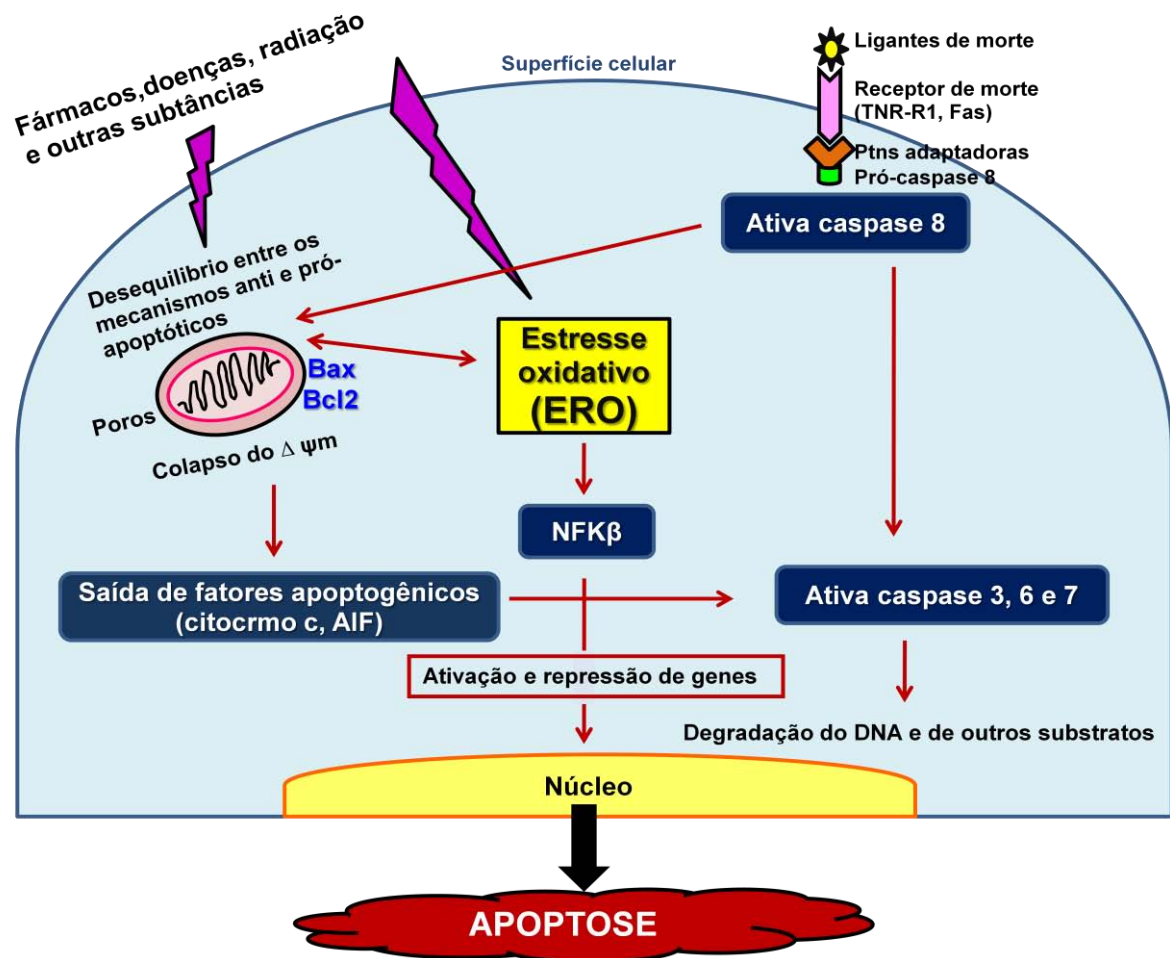 Fármacos,doenças, radiação
e outras subtâncias
Superfície celular
Ligantes de morte
Receptor de morte
(TNR-R1, Fas)
Ptns adaptadoras
Pró-caspase 8
Ativa caspase 8
Desequilibrio entre os
mecanismos anti e pró-
apoptóticos
Bax
Bcl2
Poros
Colapso do Δ ψm
Estresse
oxidativo
(ERO)
NFKβ
Saída de fatores apoptogênicos
(citocrmo c, AIF)
Ativa caspase 3, 6 e 7
Ativação e repressão de genes
Degradação do DNA e de outros substratos
Núcleo
APOPTOSE